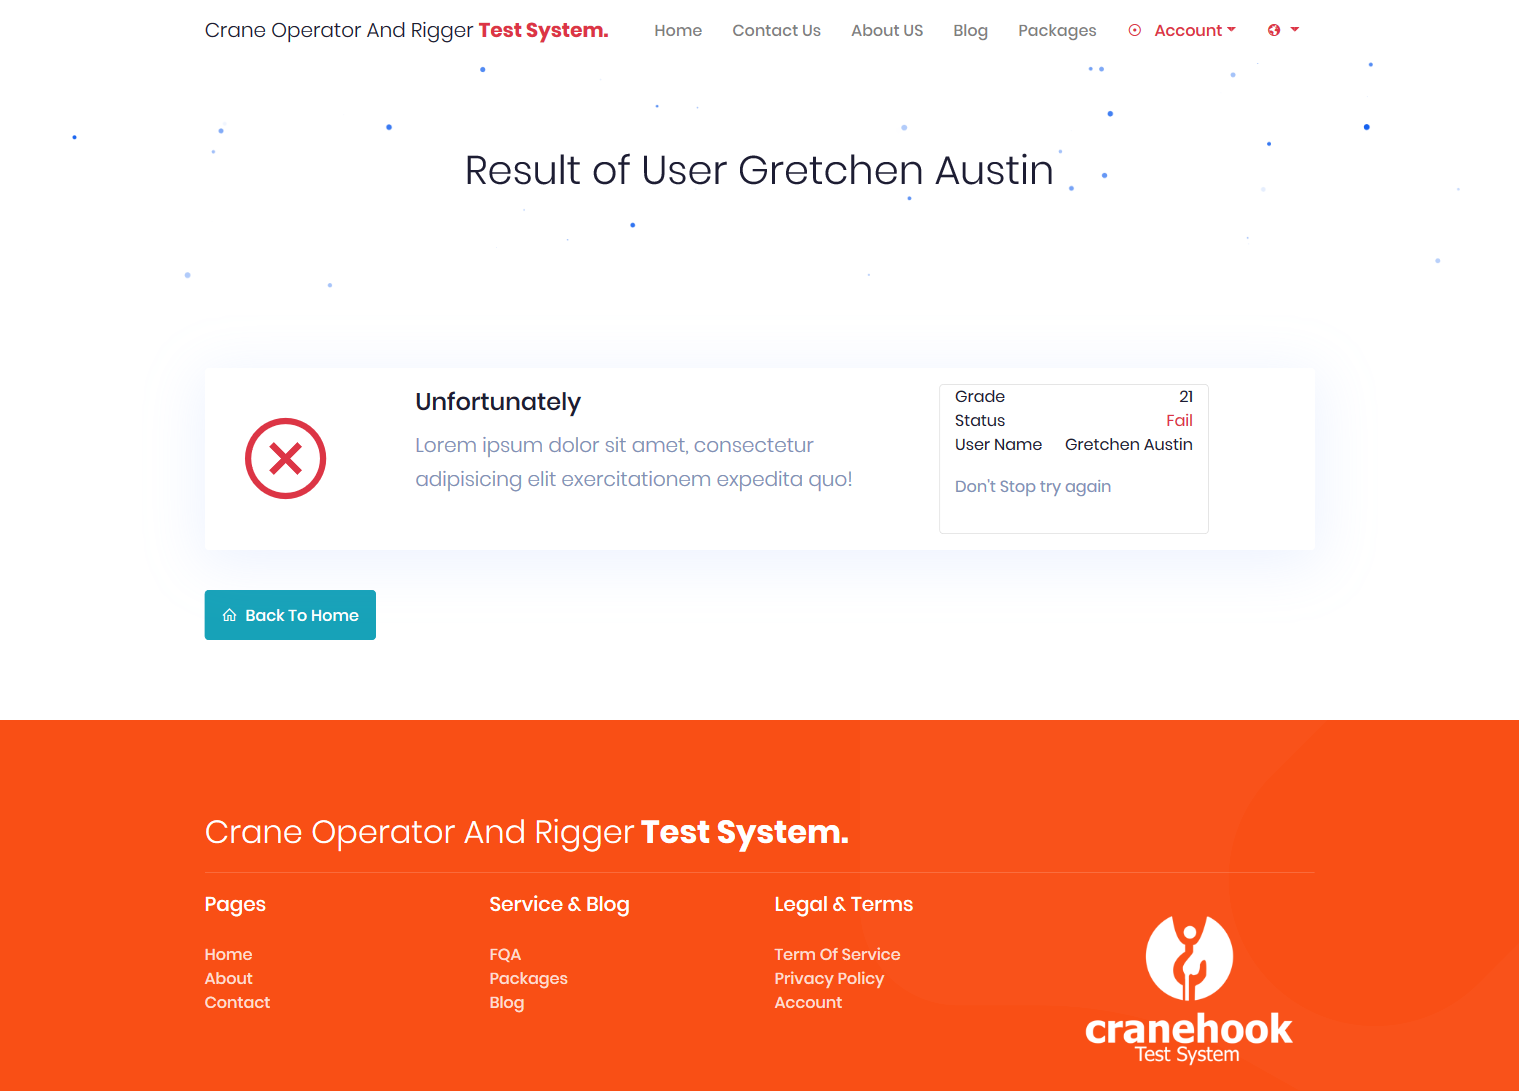 Crane Operator And Rigger Test System.
Home
Contact Us
About US
Blog
Packages
Account
Result of User Gretchen Austin
Unfortunately
Lorem ipsum dolor sit amet, consectetur
adipisicing elit exercitationem expedita quo!
Grade 21
Status Fail
User Name Gretchen Austin
Don't Stop try again
Back To Home
Crane Operator And Rigger Test System.
Pages
Home
About
Contact
Service & Blog
FQA
Packages
Blog
Legal & Terms
Term Of Service
Privacy Policy
Account
cranehook
Test System